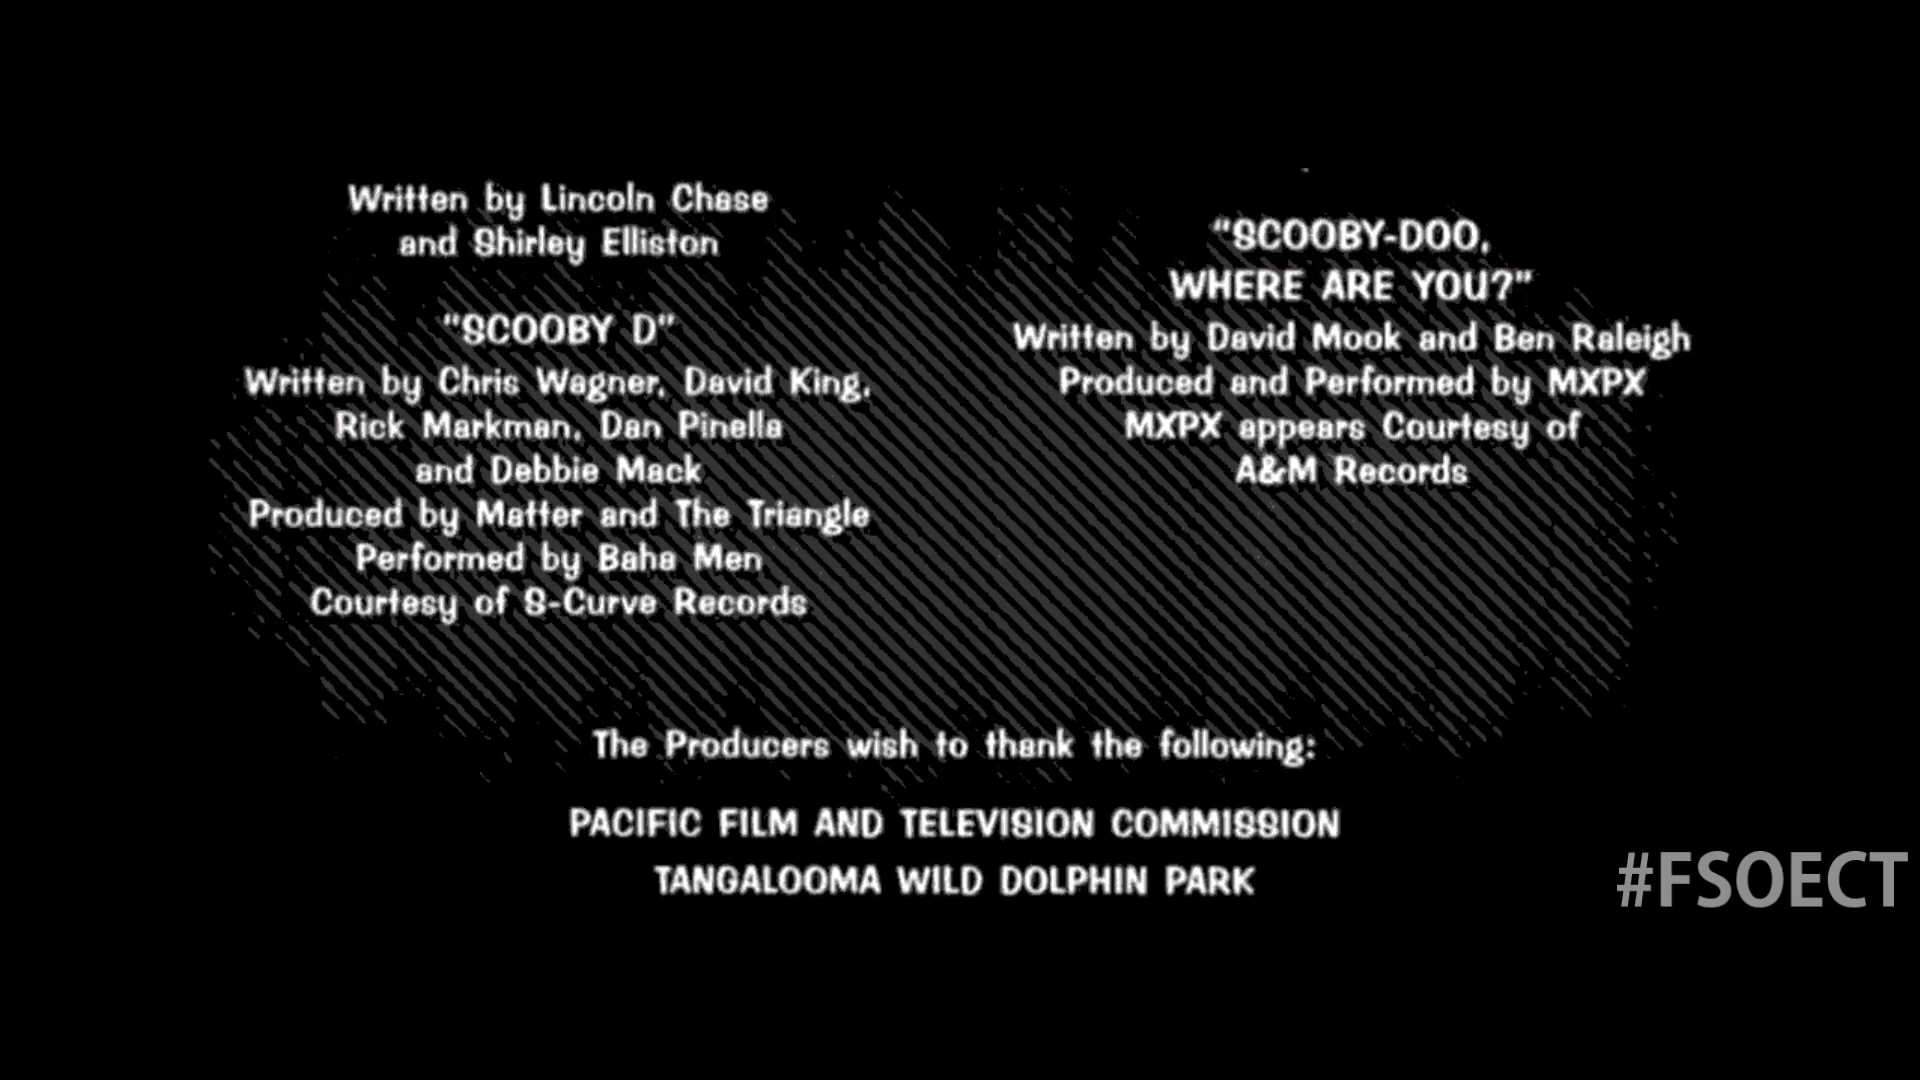 Written by Lincoln Chase
and Shirley Elliston
"SCOOBY D"
Written by Chris Wagner, David King,
Rick Markman, Dan Pinella
and Debbie Mack
Produced by Matter and The Triangle
Performed by Baha Men
Courtesy of S-Curve Records
"SCOOBY-DOO,
WHERE ARE YOU?"
Written by David Mook and Ben Raleigh
Produced and Performed by MXPX
MXPX appears Courtesy of
A&M Records
The Producers wish to thank the following:
PACIFIC FILM AND TELEVISION COMMISSION
TANGALOOMA WILD DOLPHIN PARK
#FSOECT